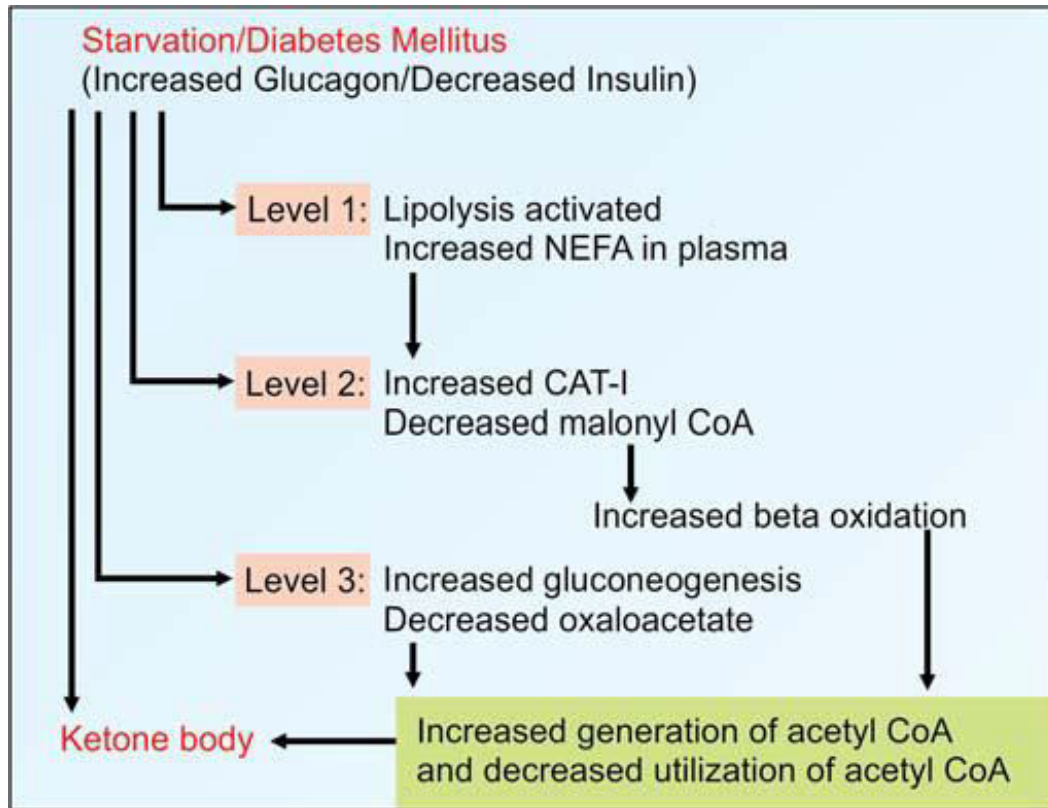 Starvation/Diabetes Mellitus
(Increased Glucagon/Decreased Insulin)
Level 1: Lipolysis activated
Increased NEFA in plasma
Level 2: Increased CAT-I
Decreased malonyl CoA
Increased beta oxidation
Level 3: Increased gluconeogenesis
Decreased oxaloacetate
Ketone body
Increased generation of acetyl CoA
and decreased utilization of acetyl CoA